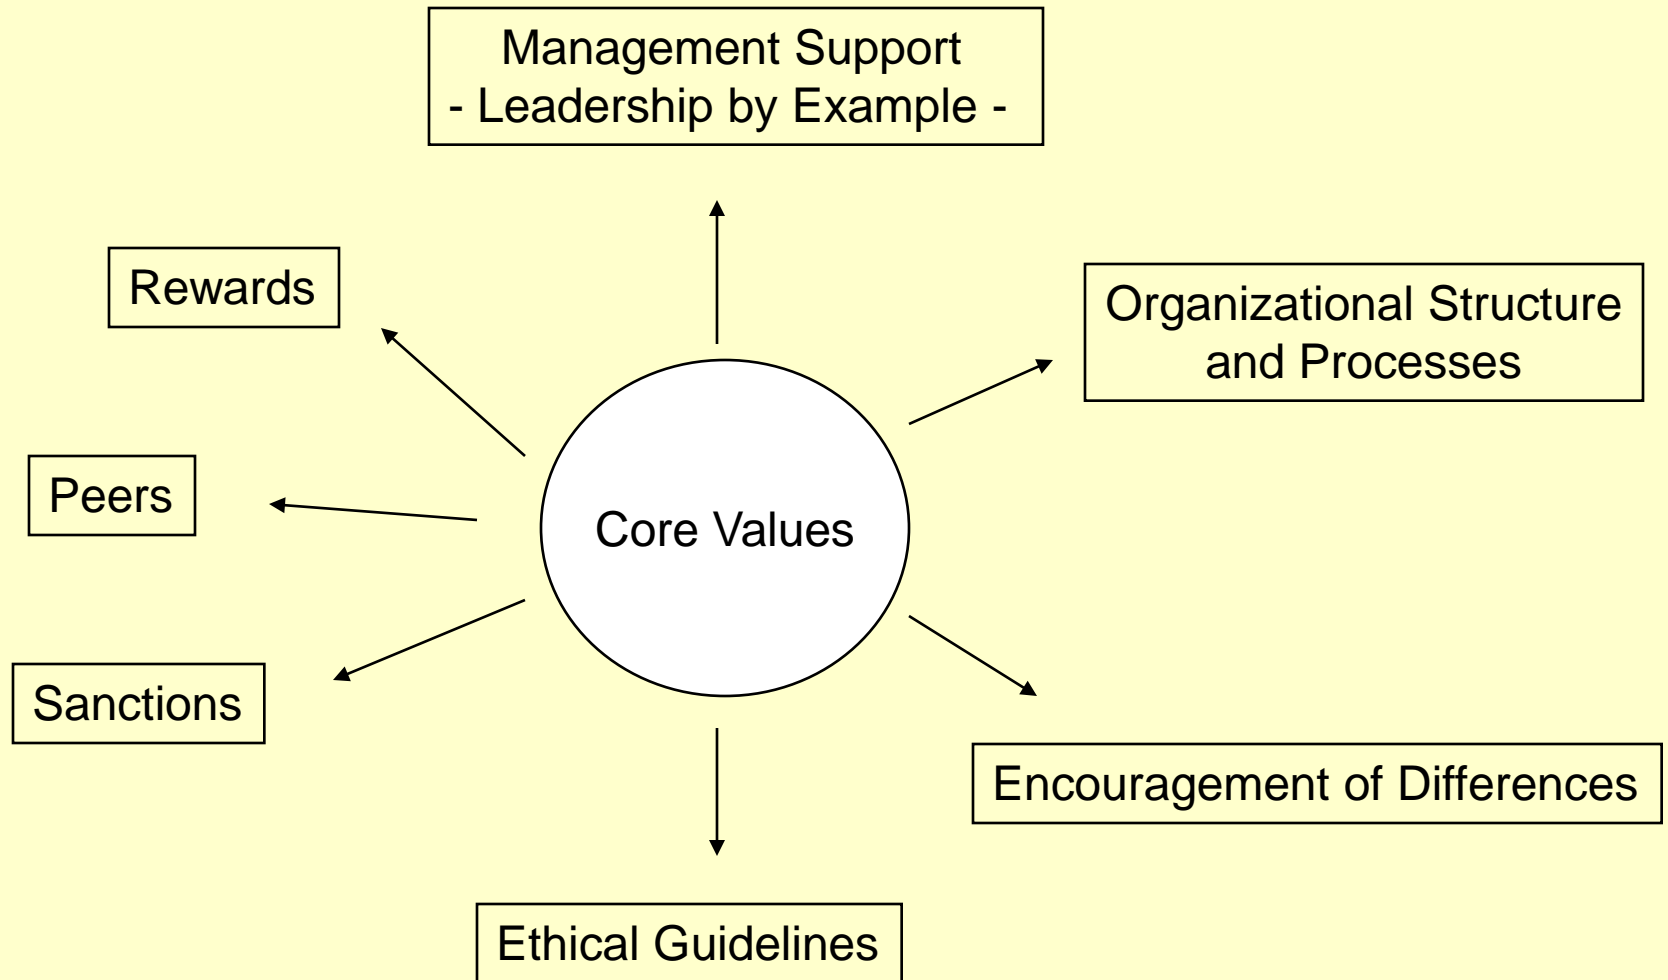 Management Support
- Leadership by Example -
Rewards
Organizational Structure
and Processes
Peers
Core Values
Sanctions
Encouragement of Differences
Ethical Guidelines